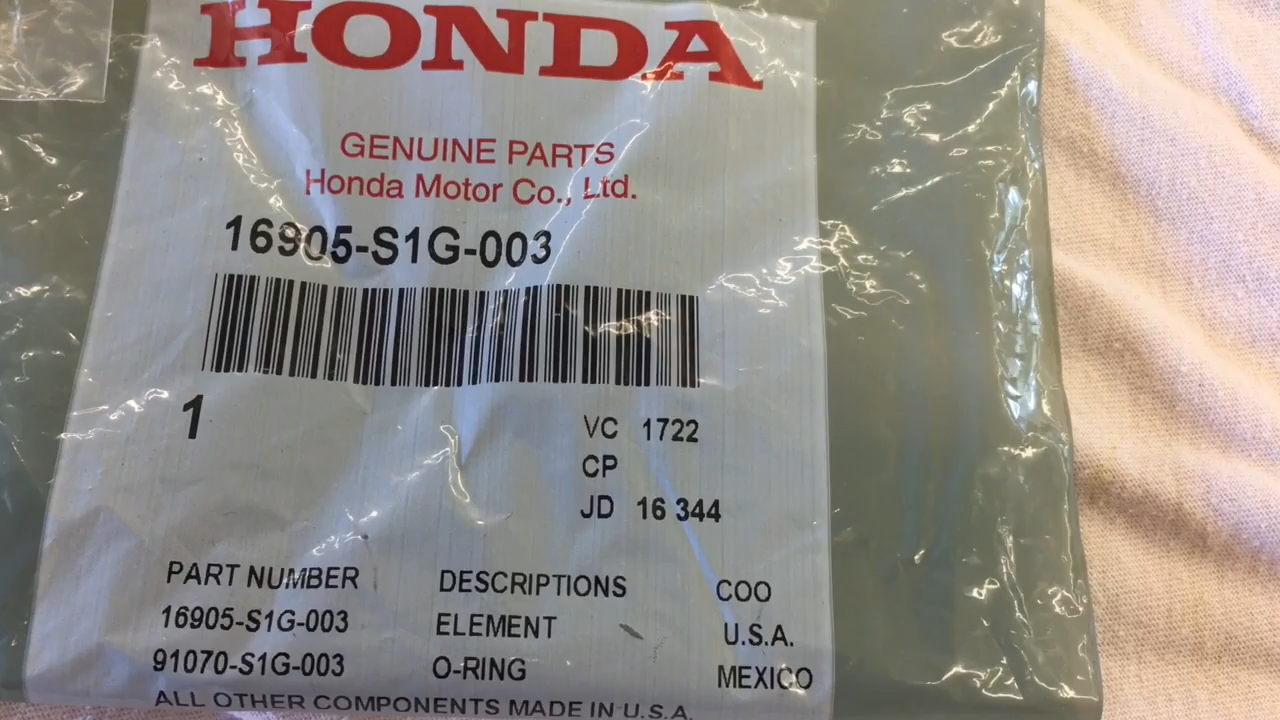 HONDA
GENUINE PARTS
Honda Motor Co., Ltd.
16905-S1G-003
1
VC 1722
CP
JD 16 344
PART NUMBER DESCRIPTIONS COO
16905-S1G-003 ELEMENT U.S.A.
91070-S1G-003 O-RING MEXICO
ALL OTHER COMPONENTS MADE IN U.S.A.